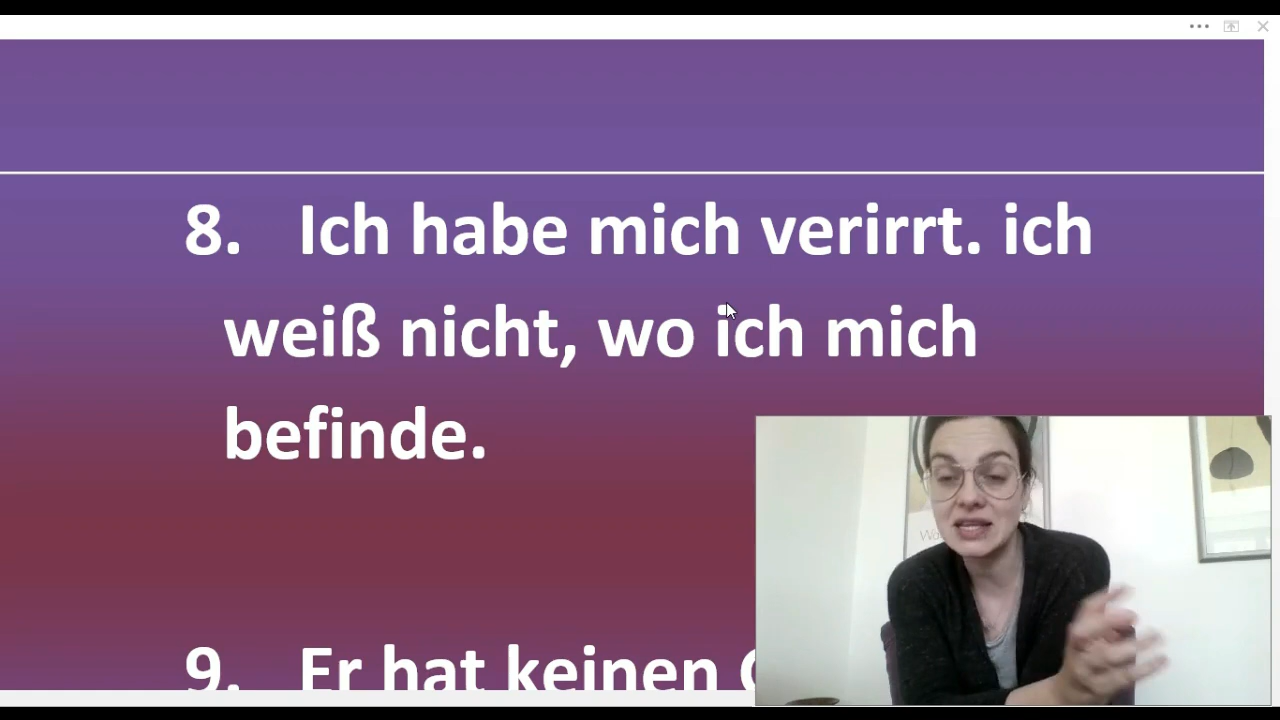 8. Ich habe mich verirrt. ich
weiß nicht, wo ich mich
befinde.
9. Er hat keinen